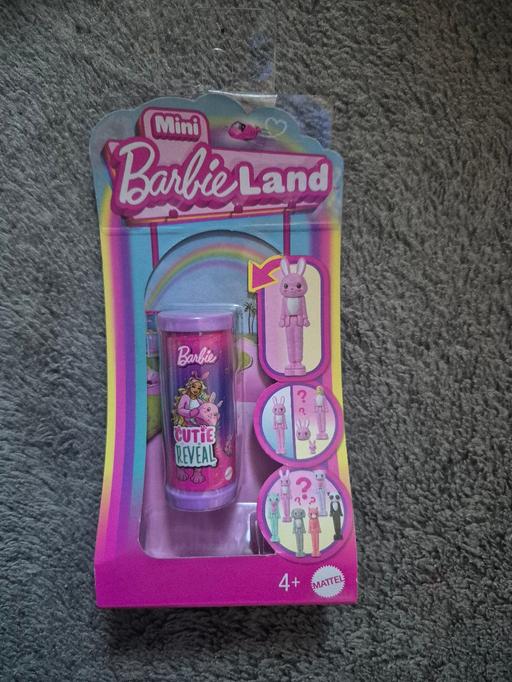 Mini
BarbieLand
Barbie
CUTIE
REVEAL
?
?
?
? ?
4+
MATTEL